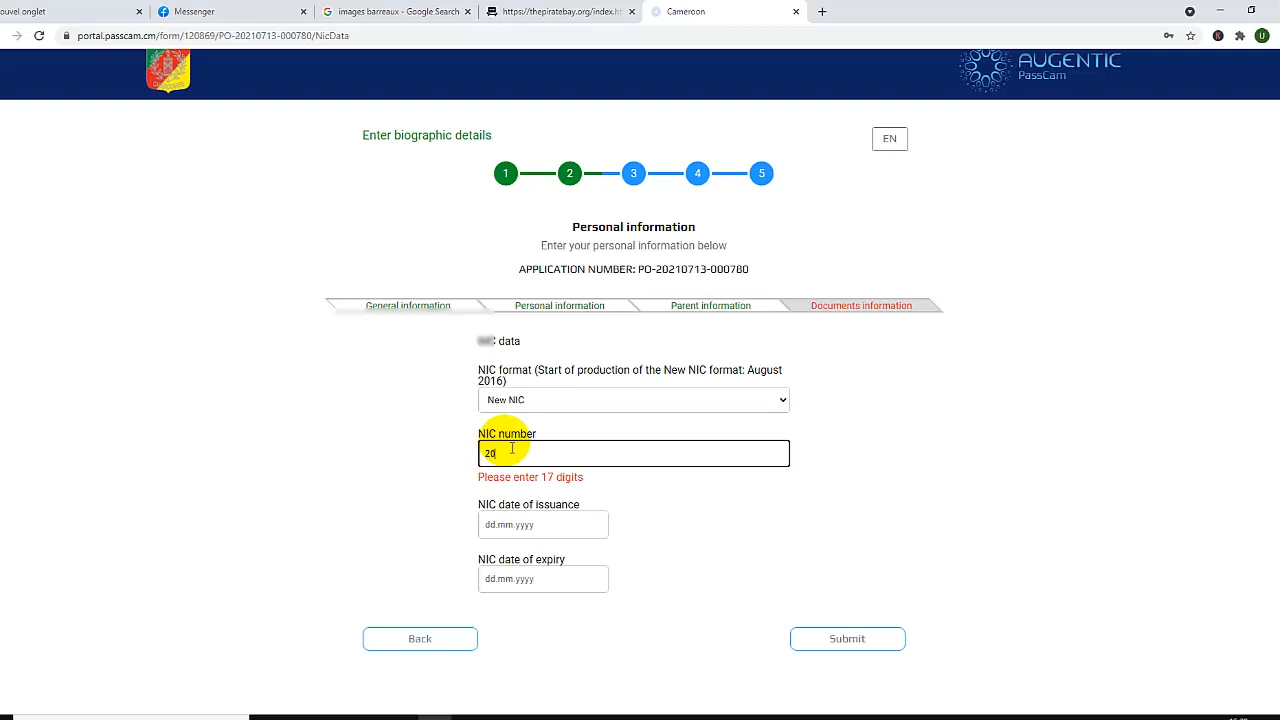 ouvel onglet
Messenger
images barreaux - Google Search
https://thepiratebay.org/index.ht
Cameroon
U
portal.passcam.cm/form/120869/PO-20210713-000780/NicData
AUGENTIC
PassCam
Enter biographic details
EN
1 2 3 4 5
Personal information
Enter your personal information below
APPLICATION NUMBER: PO-20210713-000780
General information
Personal information
Parent information
Documents information
data
NIC format (Start of production of the New NIC format: August
2016)
New NIC
NIC number
20
Please enter 17 digits
NIC date of issuance
dd.mm.yyyy
NIC date of expiry
dd.mm.yyyy
Back
Submit